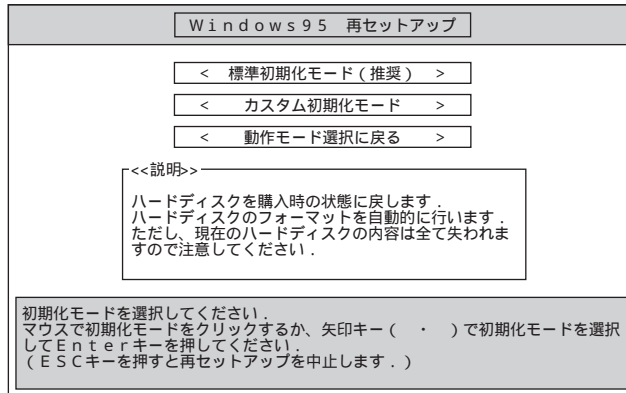 Ｗｉｎｄｏｗｓ９５　再セットアップ
＜　標準初期化モード（推奨）　＞
＜　カスタム初期化モード　＞
＜　動作モード選択に戻る　＞
<<説明>>
ハードディスクを購入時の状態に戻します．
ハードディスクのフォーマットを自動的に行います．
ただし、現在のハードディスクの内容は全て失われま
すので注意してください．
初期化モードを選択してください．
マウスで初期化モードをクリックするか、矢印キー（　・　）で初期化モードを選択
してＥｎｔｅｒキーを押してください．
（ＥＳＣキーを押すと再セットアップを中止します．）